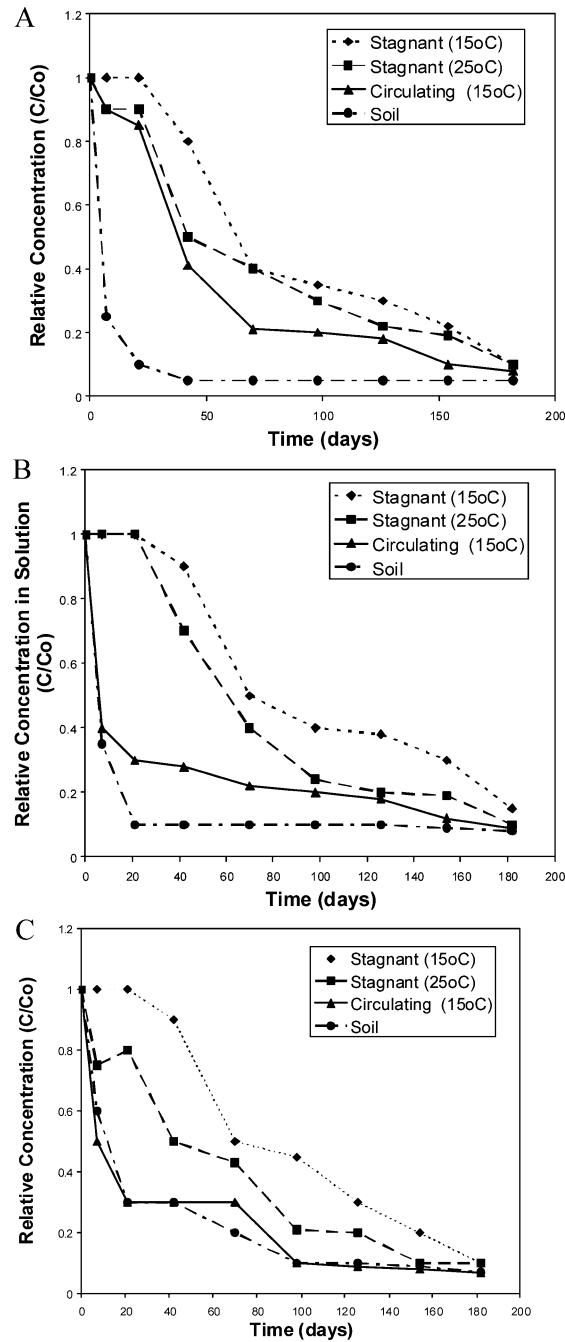 A
1.2
1
0.8
0.6
0.4
0.2
0
Relative Concentration (C/Co)
Stagnant (15oC)
Stagnant (25oC)
Circulating (15oC)
Soil
0 50 100 150 200
Time (days)
B
1.2
1
0.8
0.6
0.4
0.2
0
Relative Concentration in Solution
(C/Co)
Stagnant (15oC)
Stagnant (25oC)
Circulating (15oC)
Soil
0 20 40 60 80 100 120 140 160 180 200
Time (days)
C
1.2
1
0.8
0.6
0.4
0.2
0
Relative Concentration (C/Co)
Stagnant (15oC)
Stagnant (25oC)
Circulating (15oC)
Soil
0 20 40 60 80 100 120 140 160 180 200
Time (days)